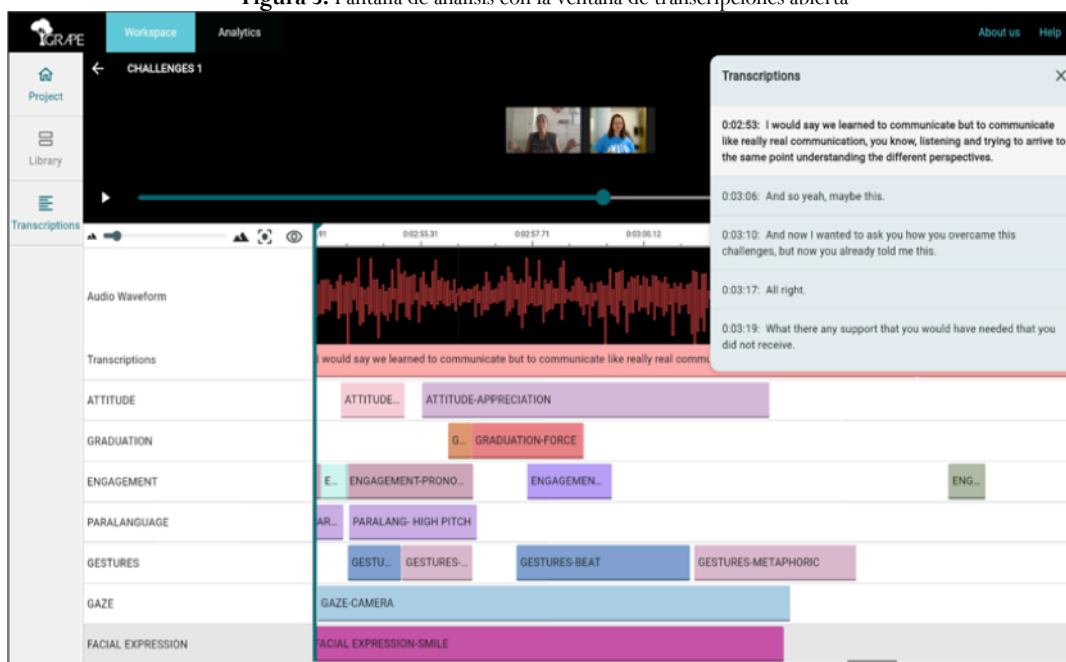 Figura 3. Pantalla de análisis con la ventana de transcripciones abierta
GRAPE
Workspace
Analytics
About us
Help
Project
Library
Transcriptions
CHALLENGES 1
Transcriptions
0:02:53: I would say we learned to communicate but to communicate
like really real communication, you know, listening and trying to arrive to
the same point understanding the different perspectives.
0:03:06: And so yeah, maybe this.
0:03:10: And now I wanted to ask you how you overcame this
challenges, but now you already told me this.
0:03:17: All right.
0:03:19: What there any support that you would have needed that you
did not receive.
0:02:55.31
0:02:57.71
0:03:00.12
Audio Waveform
Transcriptions
I would say we learned to communicate but to communicate like really real commu
ATTITUDE
ATTITUDE...
ATTITUDE-APPRECIATION
GRADUATION
G...
GRADUATION-FORCE
ENGAGEMENT
E...
ENGAGEMENT-PRONO...
ENGAGEMEN...
ENG...
PARALANGUAGE
AR...
PARALANG- HIGH PITCH
GESTURES
GESTU...
GESTURES-...
GESTURES-BEAT
GESTURES-METAPHORIC
GAZE
GAZE-CAMERA
FACIAL EXPRESSION
FACIAL EXPRESSION-SMILE